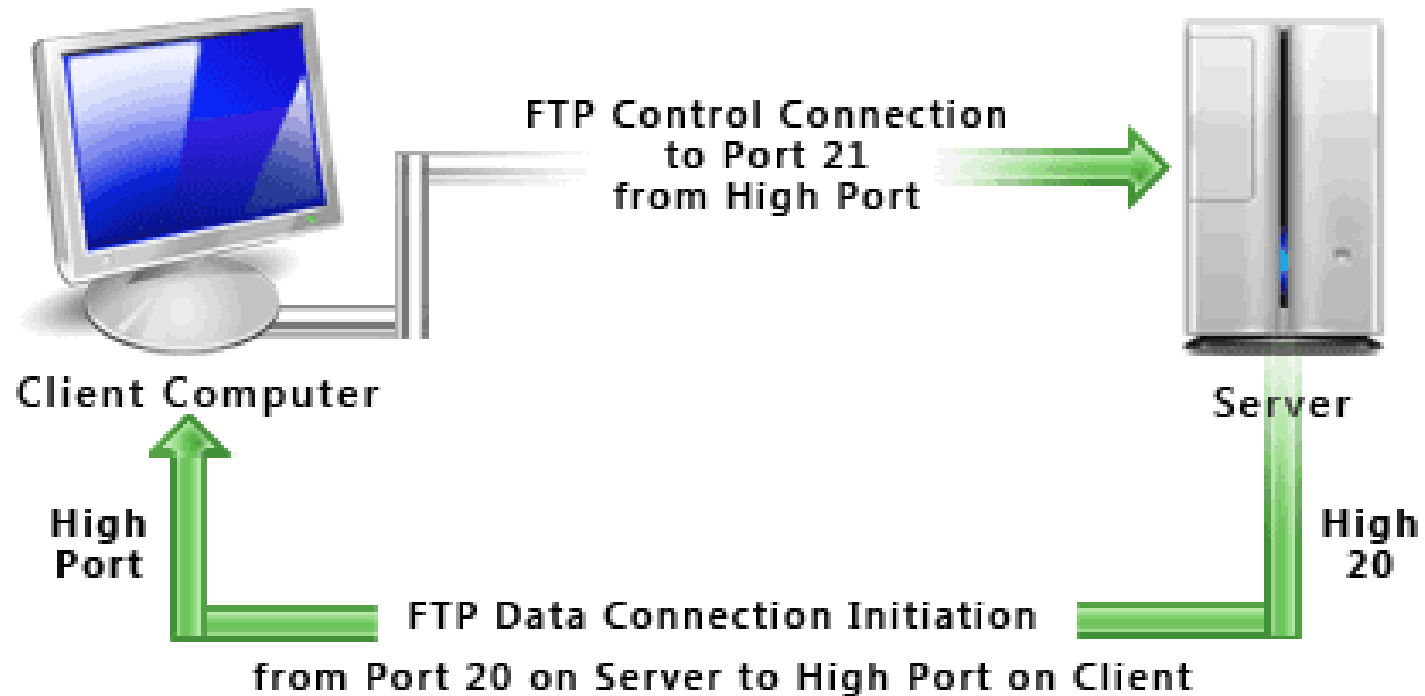 FTP Control Connection
to Port 21
from High Port
Client Computer
Server
High
Port
High
20
FTP Data Connection Initiation
from Port 20 on Server to High Port on Client